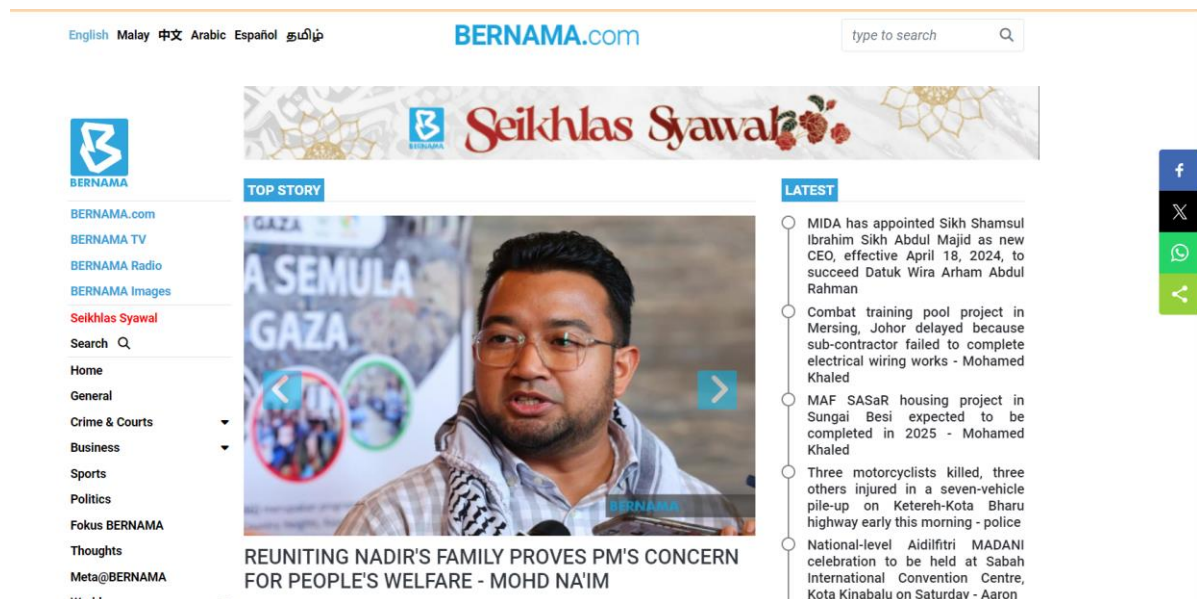 English Malay 中文 Arabic Español தமிழ்
BERNAMA.com
type to search
BERNAMA
Seikhlas Syawal
BERNAMA
BERNAMA.com
BERNAMA TV
BERNAMA Radio
BERNAMA Images
Seikhlas Syawal
Search
Home
General
Crime & Courts
Business
Sports
Politics
Fokus BERNAMA
Thoughts
Meta@BERNAMA
TOP STORY
GAZA
A SEMULA
GAZA
BERNAMA
REUNITING NADIR'S FAMILY PROVES PM'S CONCERN
FOR PEOPLE'S WELFARE - MOHD NA'IM
LATEST
MIDA has appointed Sikh Shamsul
Ibrahim Sikh Abdul Majid as new
CEO, effective April 18, 2024, to
succeed Datuk Wira Arham Abdul
Rahman
Combat training pool project in
Mersing, Johor delayed because
sub-contractor failed to complete
electrical wiring works - Mohamed
Khaled
MAF SASaR housing project in
Sungai Besi expected to be
completed in 2025 - Mohamed
Khaled
Three motorcyclists killed, three
others injured in a seven-vehicle
pile-up on Ketereh-Kota Bharu
highway early this morning - police
National-level Aidilfitri MADANI
celebration to be held at Sabah
International Convention Centre,
Kota Kinabalu on Saturday - Aaron